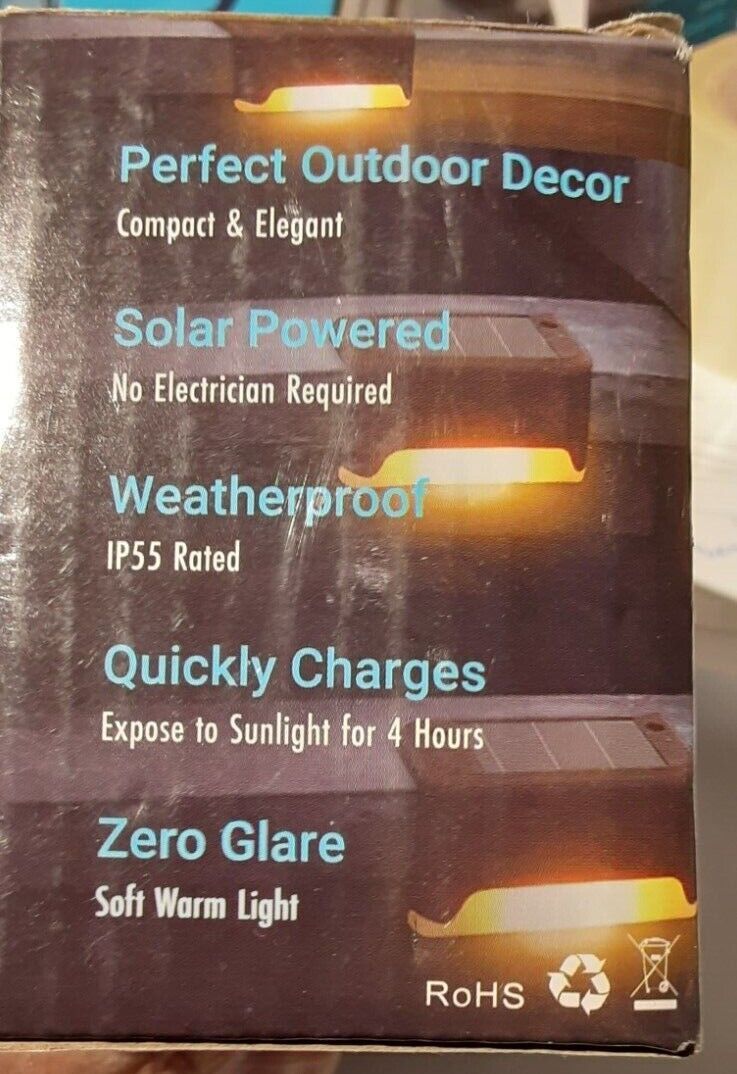 Perfect Outdoor Decor
Compact & Elegant
Solar Powered
No Electrician Required
Weatherproof
IP55 Rated
Quickly Charges
Expose to Sunlight for 4 Hours
Zero Glare
Soft Warm Light
RoHS